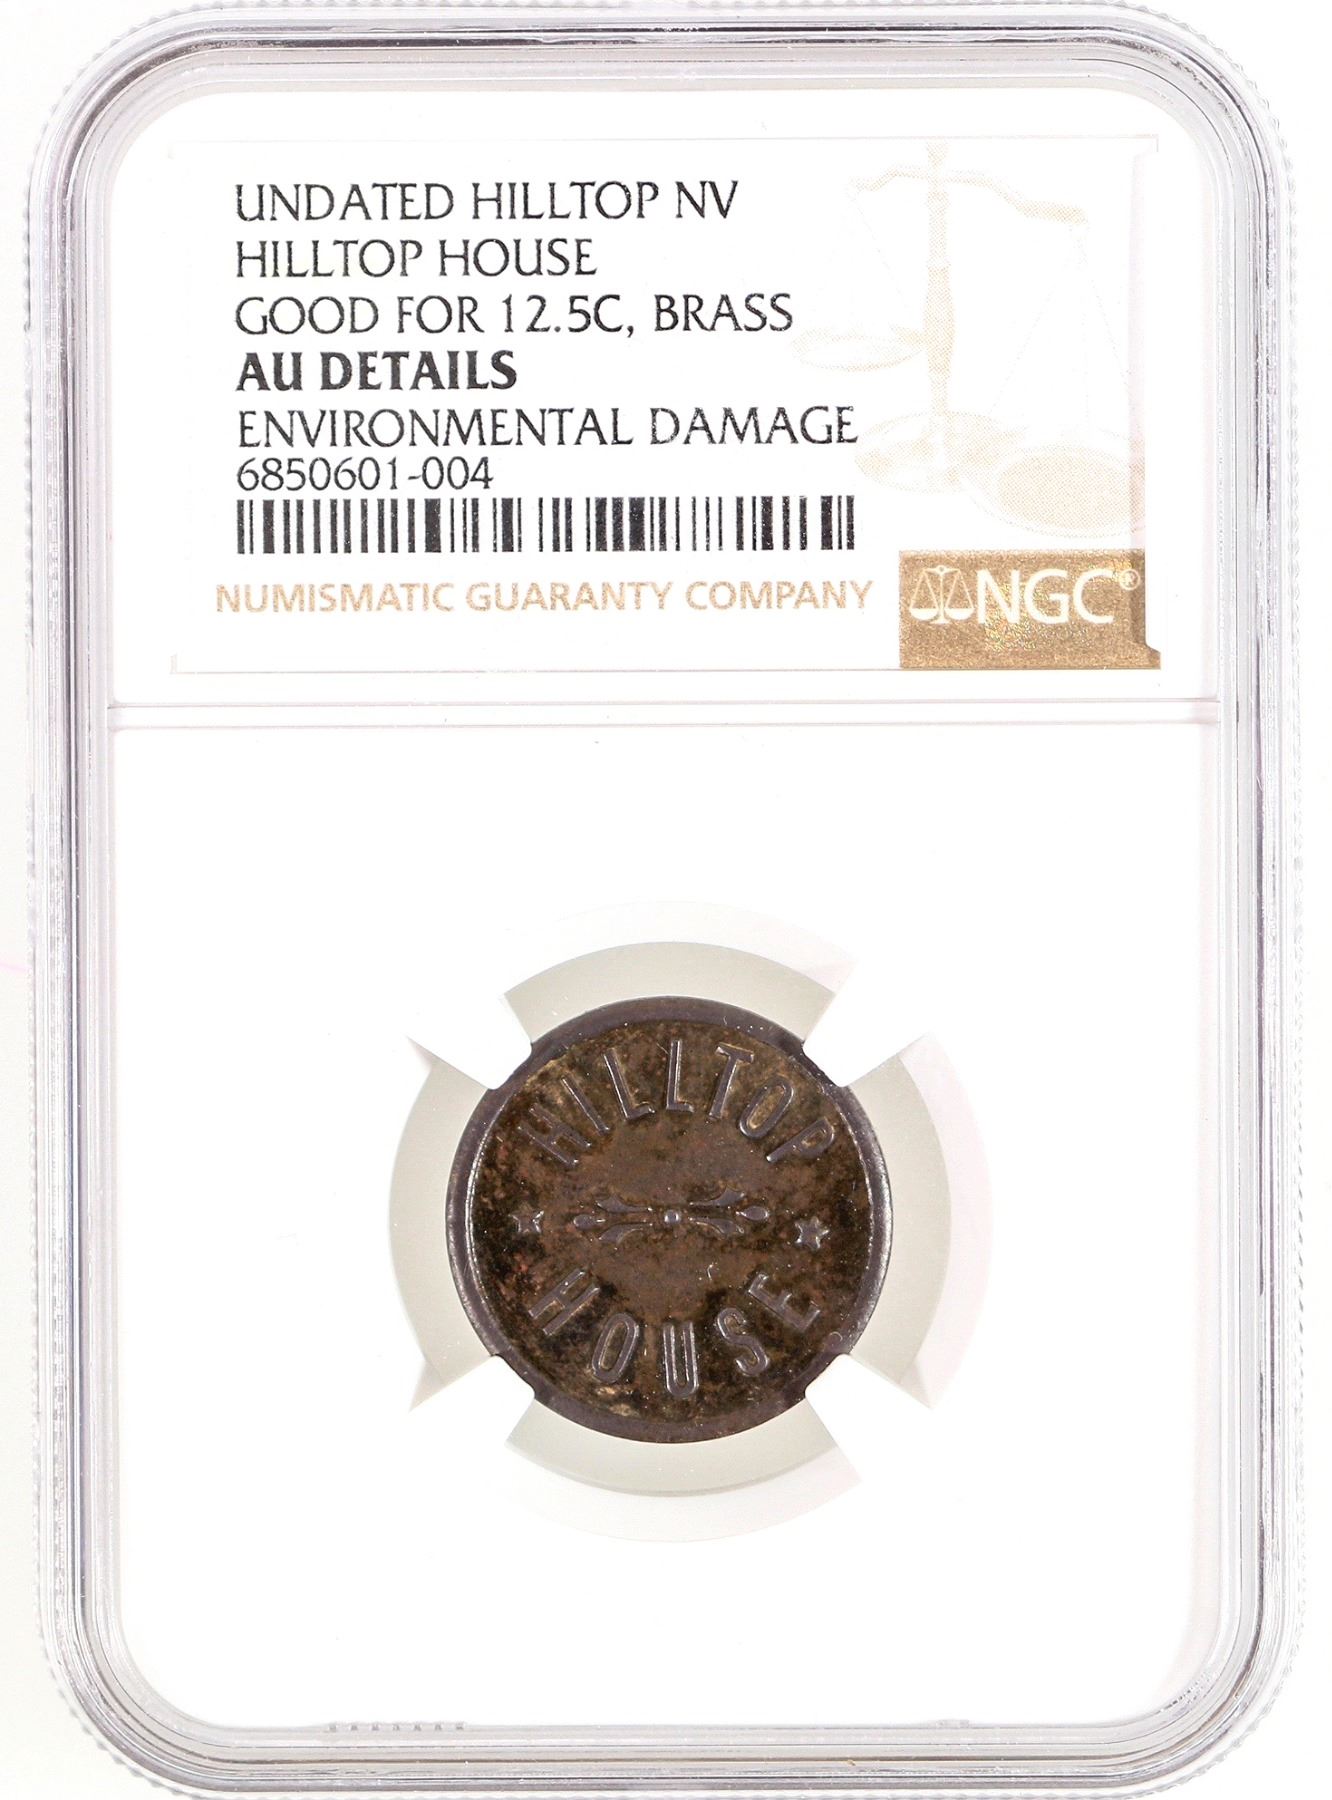 UNDATED HILLTOP NV
HILLTOP HOUSE
GOOD FOR 12.5C, BRASS
AU DETAILS
ENVIRONMENTAL DAMAGE
6850601-004
NUMISMATIC GUARANTY COMPANY
NGC®
HILLTOP
HOUSE